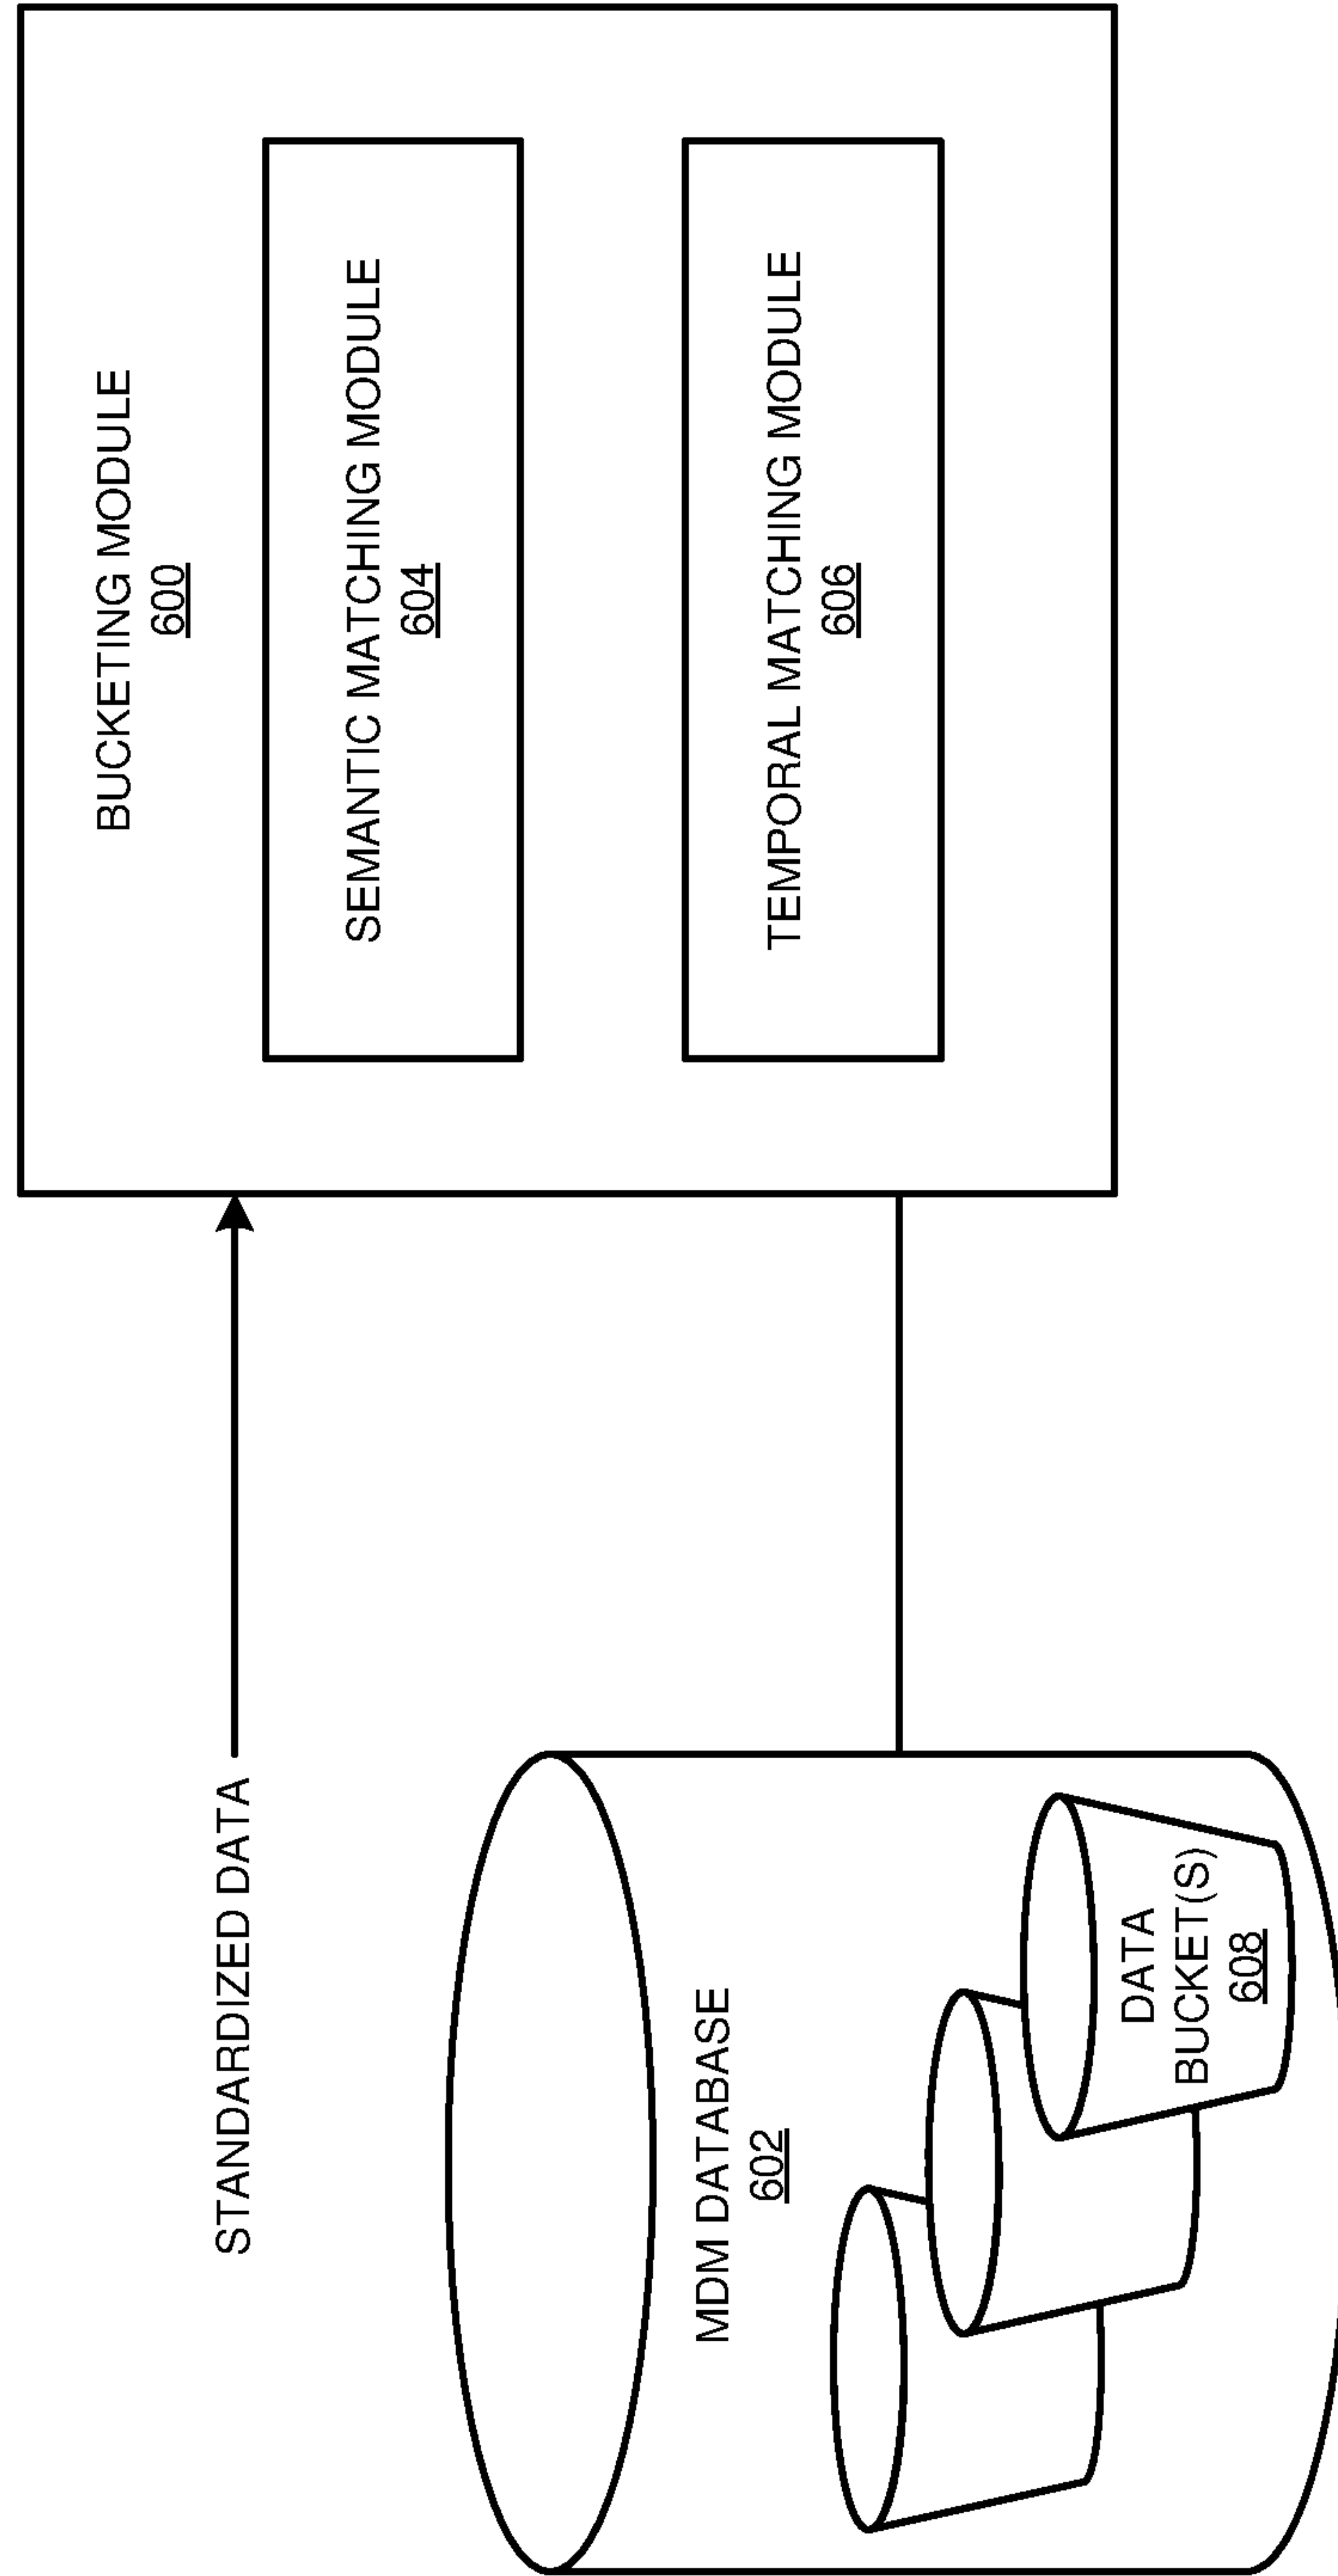 STANDARDIZED DATA
MDM DATABASE
602
DATA
BUCKET(S)
608
BUCKETING MODULE
600
SEMANTIC MATCHING MODULE
604
TEMPORAL MATCHING MODULE
606